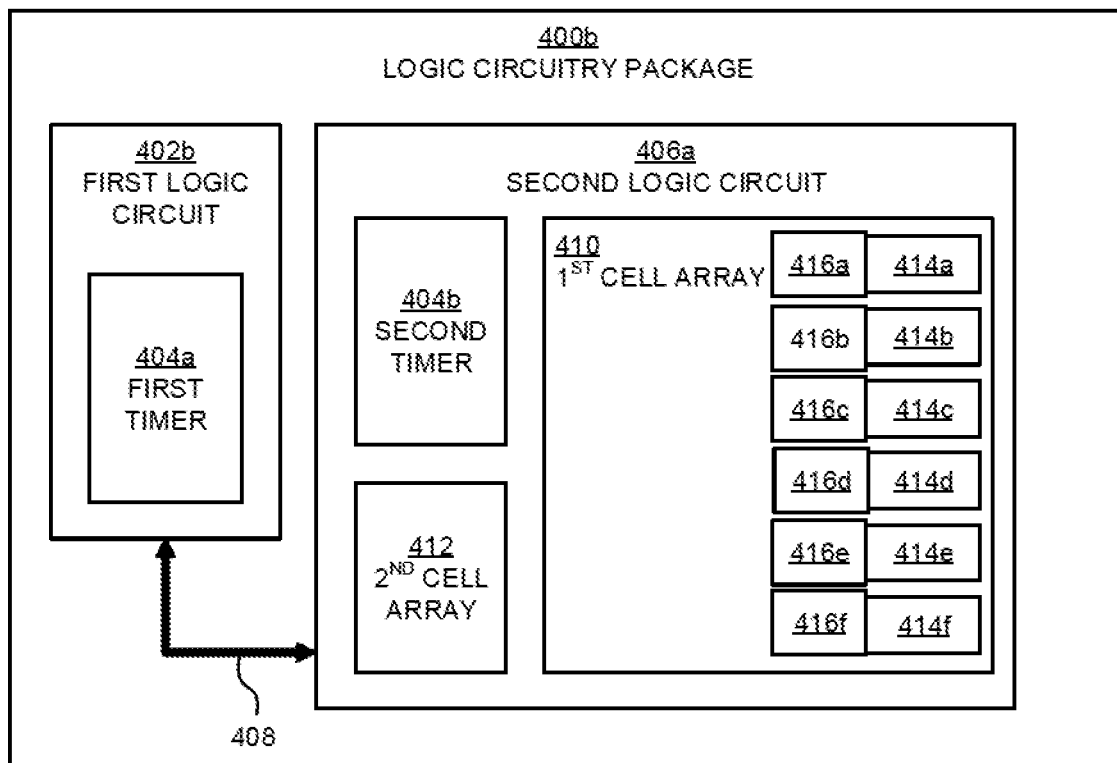 400b
LOGIC CIRCUITRY PACKAGE
402b
FIRST LOGIC
CIRCUIT
404a
FIRST
TIMER
406a
SECOND LOGIC CIRCUIT
404b
SECOND
TIMER
412
2ND CELL
ARRAY
410
1ST CELL ARRAY
416a 414a
416b 414b
416c 414c
416d 414d
416e 414e
416f 414f
408